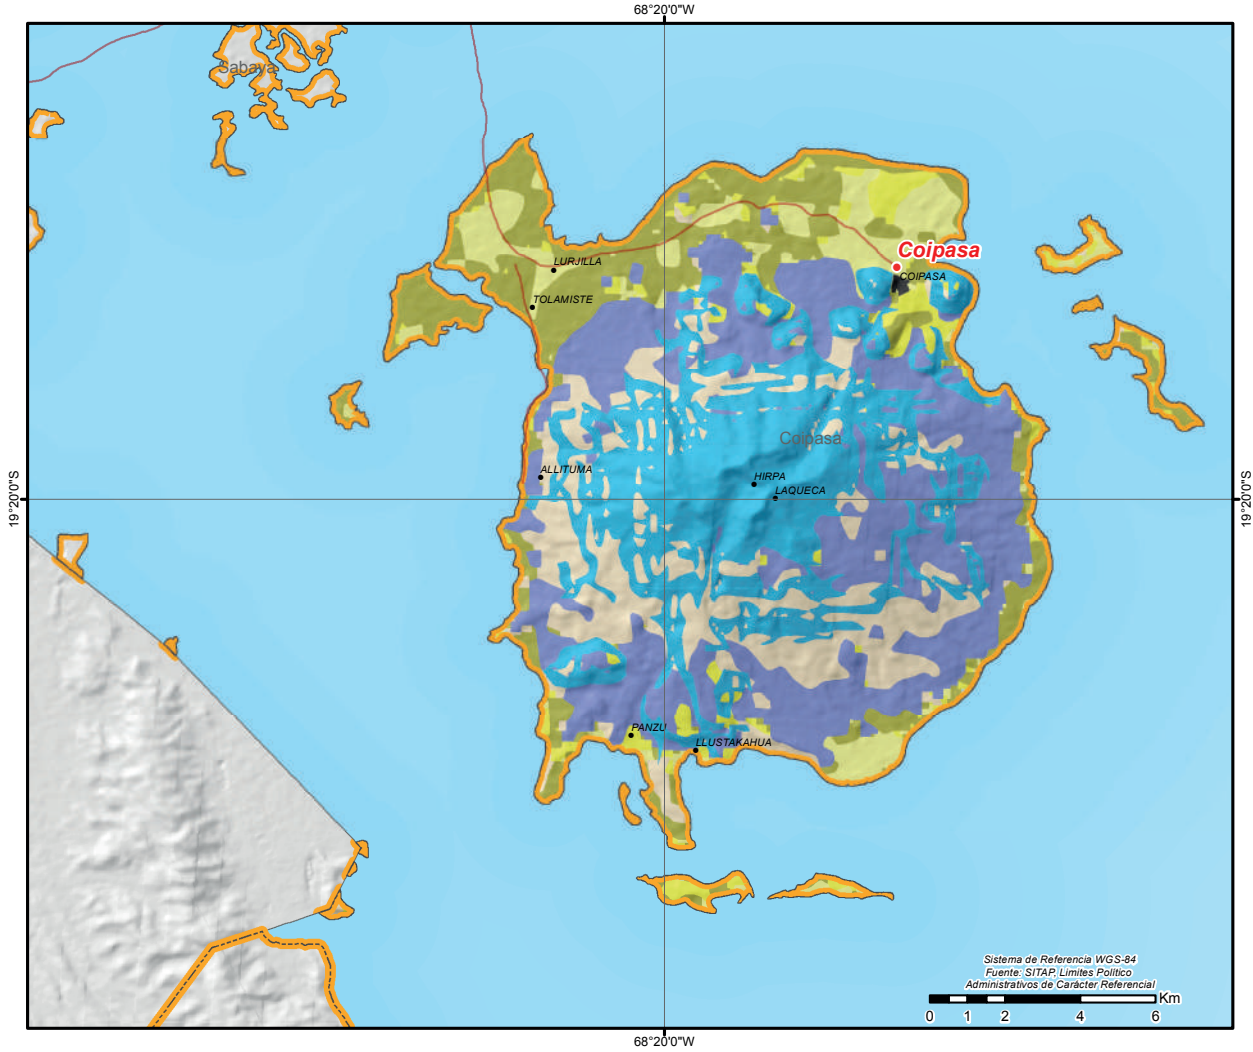 68°20'0"W
Sabaya
Coipasa
LURJILLA
COIPASA
TOLAMISTE
Coipasa
ALLITUMA
HIRPA
LAQUECA
19°20'0"S
19°20'0"S
PANZU
LLUSTAKAHUA
Sistema de Referencia WGS-84
Fuente: SITAP, Limites Político
Administrativos de Carácter Referencial
Km
0 1 2 4 6
68°20'0"W